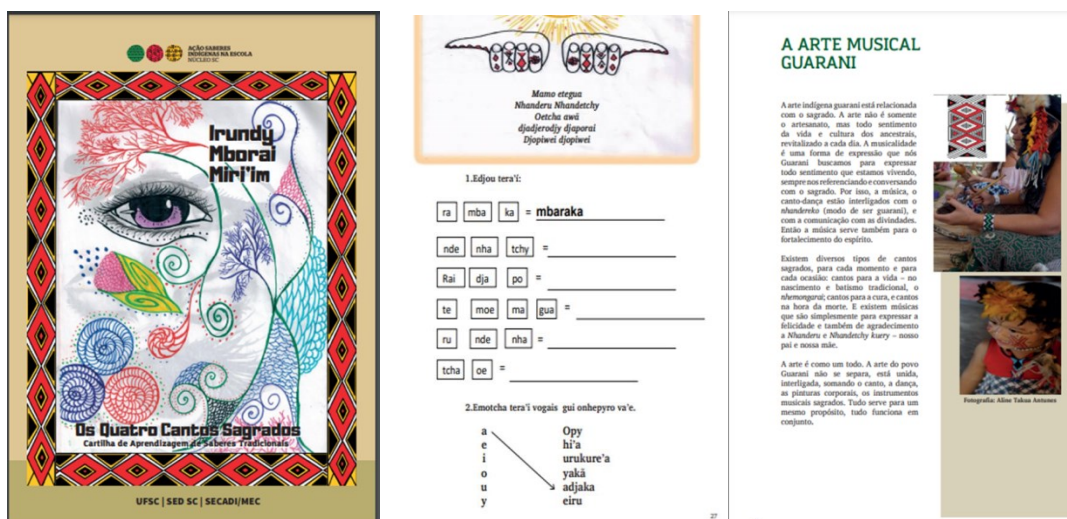 AÇÃO SABERES
INDÍGENAS NA ESCOLA
NÚCLEO SC
Irundy
Mborai
Miri'im
Os Quatro Cantos Sagrados
Cartilha de Aprendizagem de Saberes Tradicionais
UFSC | SED SC | SECADI/MEC
Mamo etegua
Nhanderu Nhandetchy
Oetcha awã
djadjerodjy djaporai
Djopiwei djopiwei
1.Edjou tera'i:
ra mba ka = mbaraka
nde nha tchy =
Rai dja po =
te moe ma gua =
ru nde nha =
tcha oe =
2.Emotcha tera'i vogais gui onhepyro va'e.
a Opy
e hi'a
i urukure'a
o yakã
u adjaka
y eiru
27
A ARTE MUSICAL
GUARANI
A arte indígena guarani está relacionada
com o sagrado. A arte não é somente
o artesanato, mas todo sentimento
da vida e cultura dos ancestrais,
revitalizado a cada dia. A musicalidade
é uma forma de expressão que nós
Guarani buscamos para expressar
todo sentimento que estamos vivendo,
sempre nos referenciando e conversando
com o sagrado. Por isso, a música, o
canto-dança estão interligados com o
nhandereko (modo de ser guarani), e
com a comunicação com as divindades.
Então a música serve também para o
fortalecimento do espírito.
Existem diversos tipos de cantos
sagrados, para cada momento e para
cada ocasião: cantos para a vida – no
nascimento e batismo tradicional, o
nhemongarai; cantos para a cura, e cantos
na hora da morte. E existem músicas
que são simplesmente para expressar a
felicidade e também de agradecimento
a Nhanderu e Nhandetchy kuery – nosso
pai e nossa mãe.
A arte é como um todo. A arte do povo
Guarani não se separa, está unida,
interligada, somando o canto, a dança,
as pinturas corporais, os instrumentos
musicais sagrados. Tudo serve para um
mesmo propósito, tudo funciona em
conjunto.
Fotografia: Aline Takua Antunes